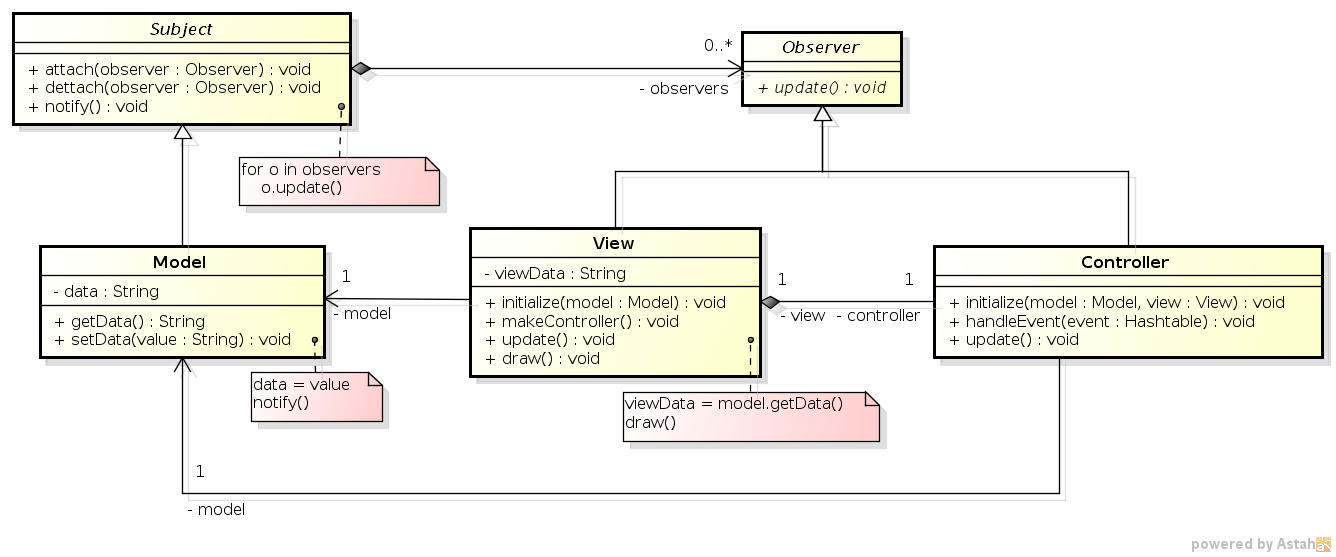 Subject
+ attach(observer : Observer) : void
+ dettach(observer : Observer) : void
+ notify() : void
0..*
- observers
Observer
+ update() : void
for o in observers
o.update()
Model
- data : String
+ getData() : String
+ setData(value : String) : void
1
- model
View
- viewData : String
+ initialize(model : Model) : void
+ makeController() : void
+ update() : void
+ draw() : void
1
1
- view
- controller
Controller
+ initialize(model : Model, view : View) : void
+ handleEvent(event : Hashtable) : void
+ update() : void
data = value
notify()
viewData = model.getData()
draw()
1
- model
powered by Astah